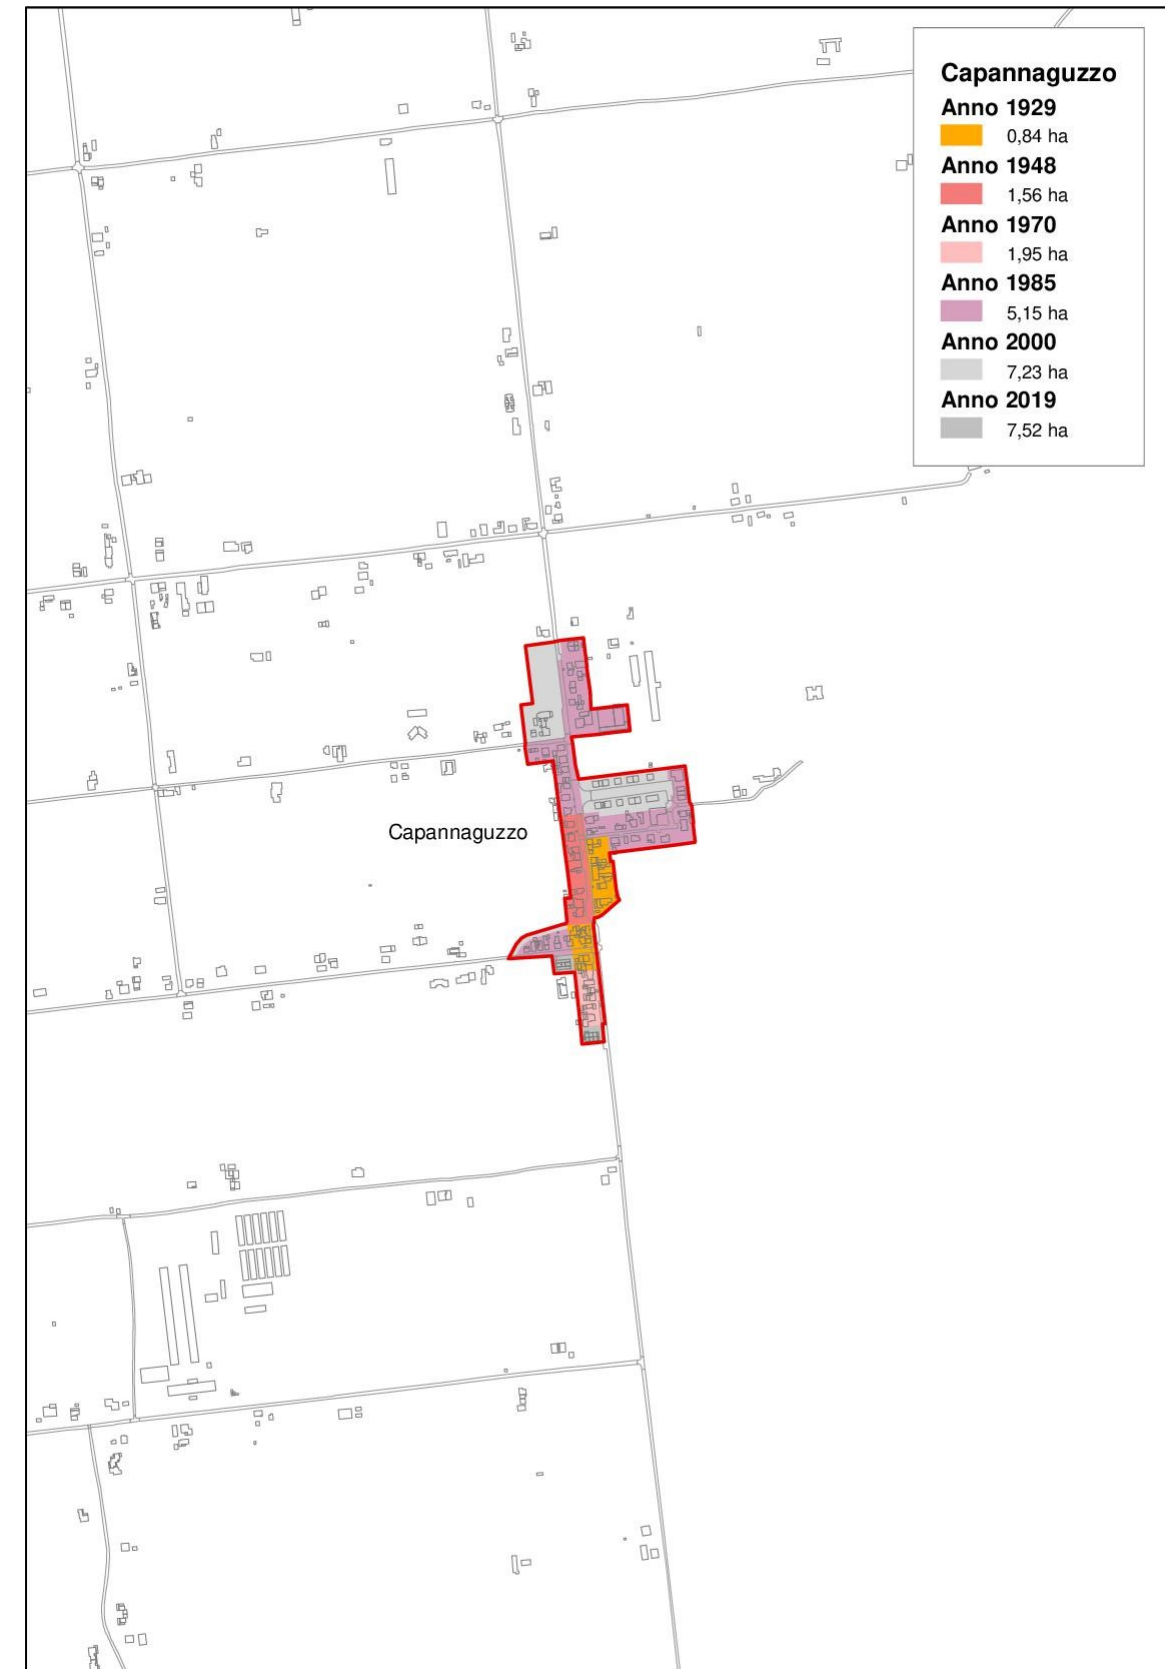 Capannaguzzo
Anno 1929
0,84 ha
Anno 1948
1,56 ha
Anno 1970
1,95 ha
Anno 1985
5,15 ha
Anno 2000
7,23 ha
Anno 2019
7,52 ha
Capannaguzzo